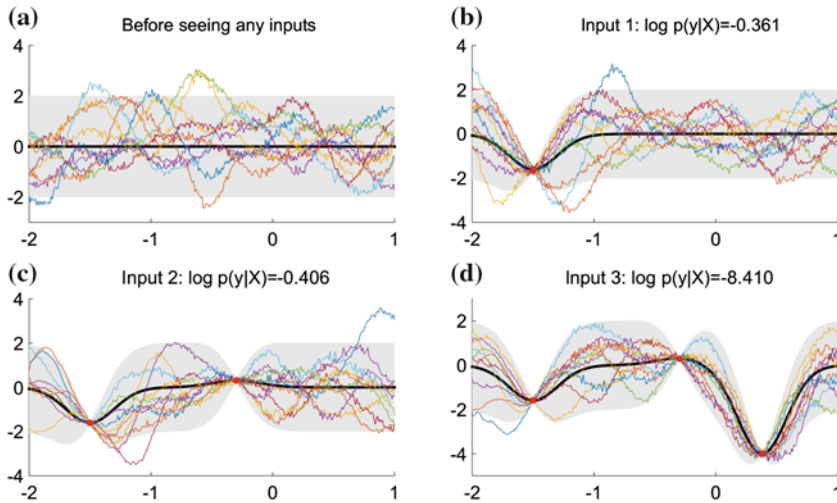 (a) Before seeing any inputs
4
2
0
-2
-2 -1 0 1
(b) Input 1: log p(y|X)=-0.361
4
2
0
-2
-4
-2 -1 0 1
(c) Input 2: log p(y|X)=-0.406
4
2
0
-2
-4
-2 -1 0 1
(d) Input 3: log p(y|X)=-8.410
2
0
-2
-4
-2 -1 0 1